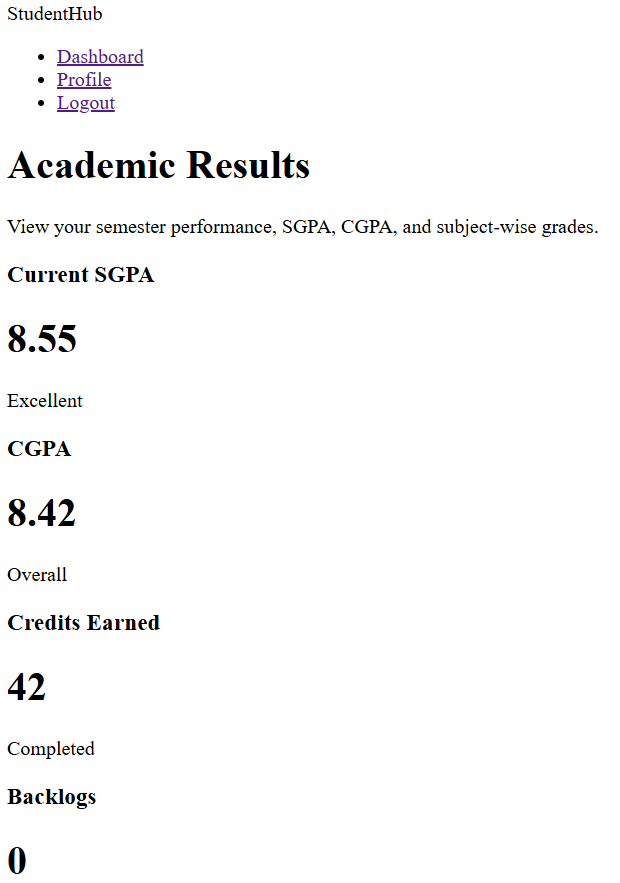 StudentHub
Dashboard
Profile
Logout
Academic Results
View your semester performance, SGPA, CGPA, and subject-wise grades.
Current SGPA
8.55
Excellent
CGPA
8.42
Overall
Credits Earned
42
Completed
Backlogs
0